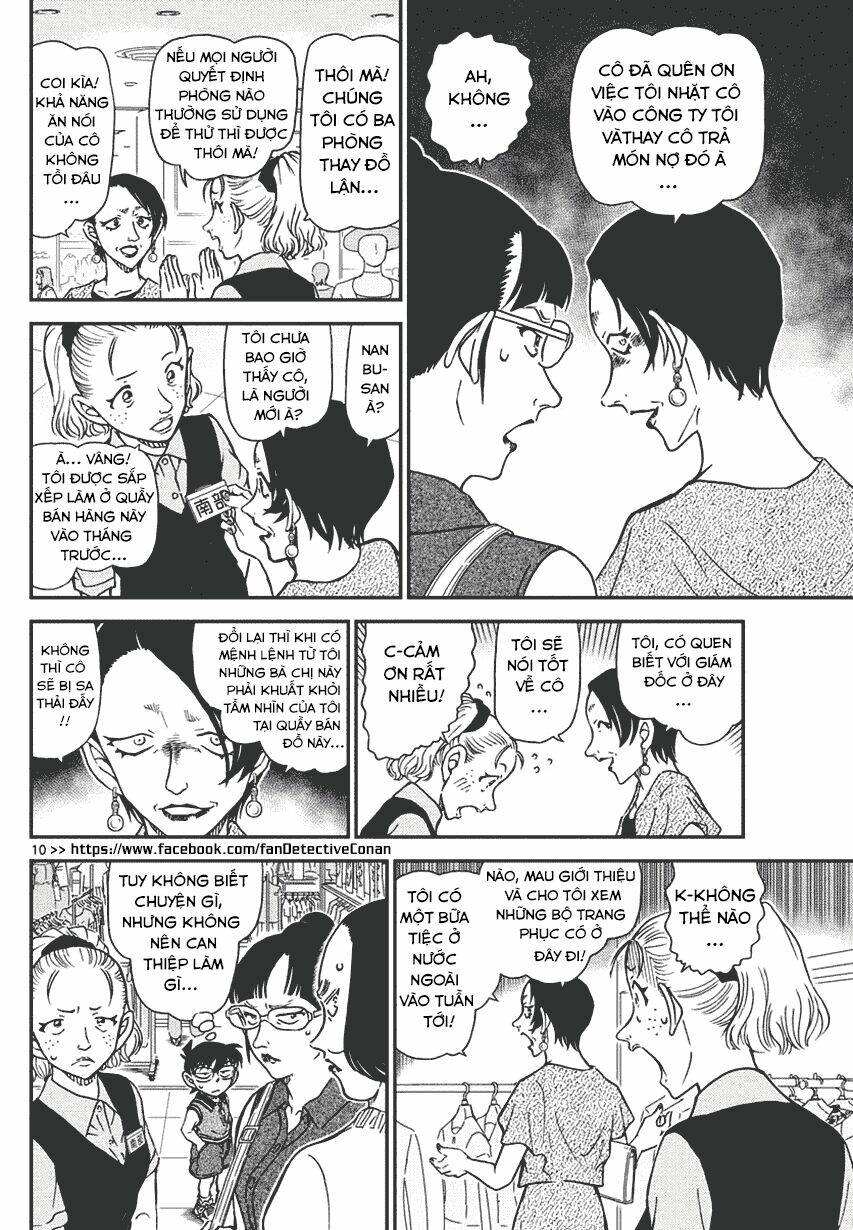 CÔ ĐÃ QUÊN ƠN
VIỆC TÔI NHẶT CÔ
VÀO CÔNG TY TÔI
VÀTHAY CÔ TRẢ
MÓN NỢ ĐÓ À
...
AH,
KHÔNG
...
THÔI MÀ!
CHÚNG
TÔI CÓ BA
PHÒNG
THAY ĐỒ
LẬN...
NẾU MỌI NGƯỜI
QUYẾT ĐỊNH
PHÒNG NÀO
THƯỜNG SỬ DỤNG
ĐỂ THỬ THÌ ĐƯỢC
THÔI MÀ!
COI KÌA!
KHẢ NĂNG
ĂN NÓI
CỦA CÔ
KHÔNG
TỒI ĐÂU
...
NAN
BU-
SAN
À?
TÔI CHƯA
BAO GIỜ
THẤY CÔ,
LÀ NGƯỜI
MỚI À?
À... VÂNG!
TÔI ĐƯỢC SẮP
XẾP LÀM Ở QUẦY
BÁN HÀNG NÀY
VÀO THÁNG
TRƯỚC...
南部
TÔI, CÓ QUEN
BIẾT VỚI GIÁM
ĐỐC Ở ĐÂY
...
TÔI SẼ
NÓI TỐT
VỀ CÔ
...
C-CẢM
ƠN RẤT
NHIỀU!
ĐỔI LẠI THÌ KHI CÓ
MỆNH LỆNH TỪ TÔI
NHỮNG BÀ CHỊ NÀY
PHẢI KHUẤT KHỎI
TẦM NHÌN CỦA TÔI
TẠI QUẦY BÁN
ĐỒ NÀY...
KHÔNG
THÌ CÔ
SẼ BỊ SA
THẢI ĐẤY
!!
10 >> https://www.facebook.com/fanDetectiveConan
K-KHÔNG
THỂ NÀO
...
NÀO, MAU GIỚI THIỆU
VÀ CHO TÔI XEM
NHỮNG BỘ TRANG
PHỤC CÓ Ở
ĐÂY ĐI!
TÔI CÓ
MỘT BỮA
TIỆC Ở
NƯỚC
NGOÀI
VÀO TUẦN
TỚI!
TUY KHÔNG BIẾT
CHUYỆN GÌ,
NHƯNG KHÔNG
NÊN CAN
THIỆP LÀM
GÌ...